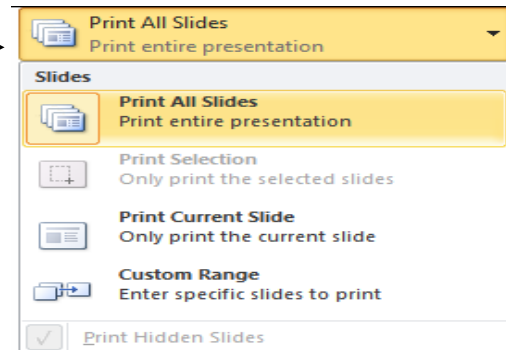 Print All Slides
Print entire presentation
Slides
Print All Slides
Print entire presentation
Print Selection
Only print the selected slides
Print Current Slide
Only print the current slide
Custom Range
Enter specific slides to print
Print Hidden Slides